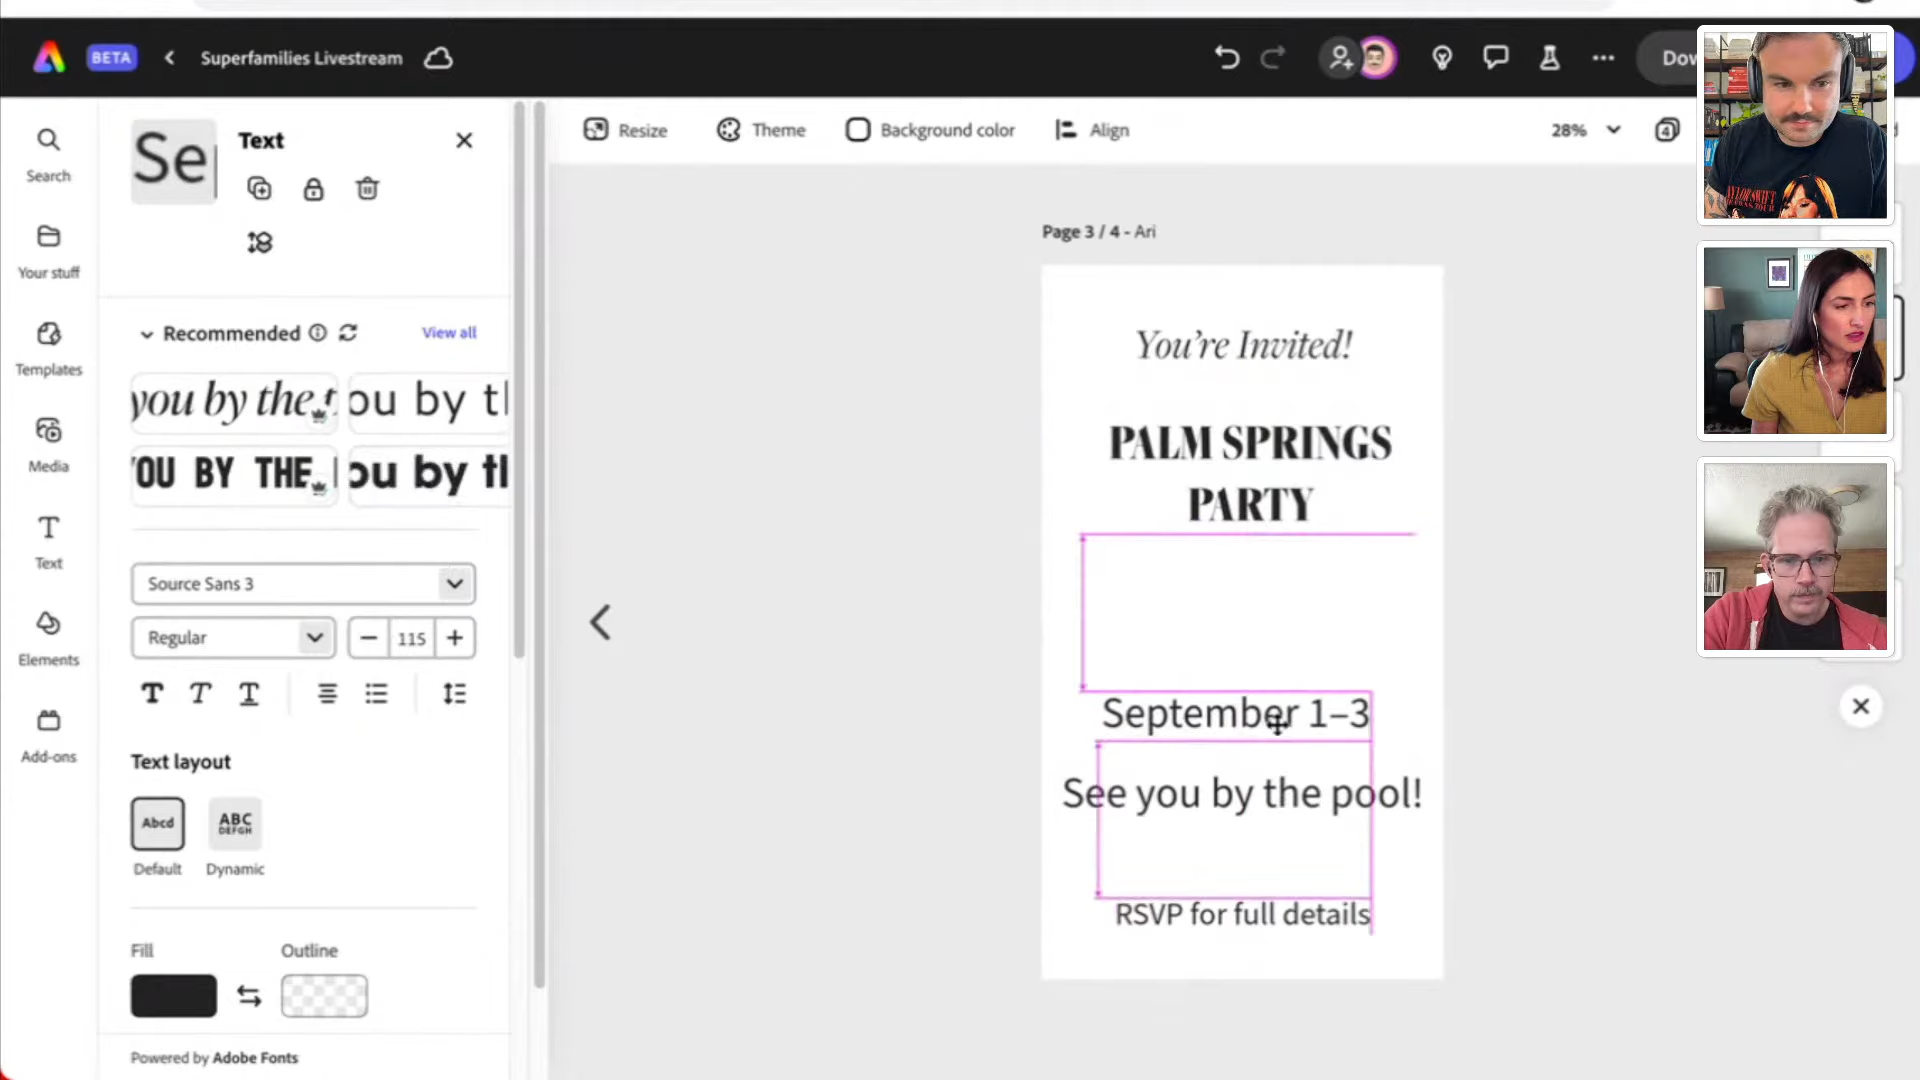 BETA
Superfamilies Livestream
Search
Your stuff
Templates
Media
Text
Elements
Add-ons
Se
Text
Recommended
View all
you by the
ou by
YOU BY THE
ou by
Source Sans 3
Regular
115
Text layout
Abcd
ABC
DEFGH
Default
Dynamic
Fill
Outline
Powered by Adobe Fonts
Resize
Theme
Background color
Align
28%
4
Page 3 / 4 - Ari
You’re Invited!
PALM SPRINGS
PARTY
September 1–3
See you by the pool!
RSVP for full details